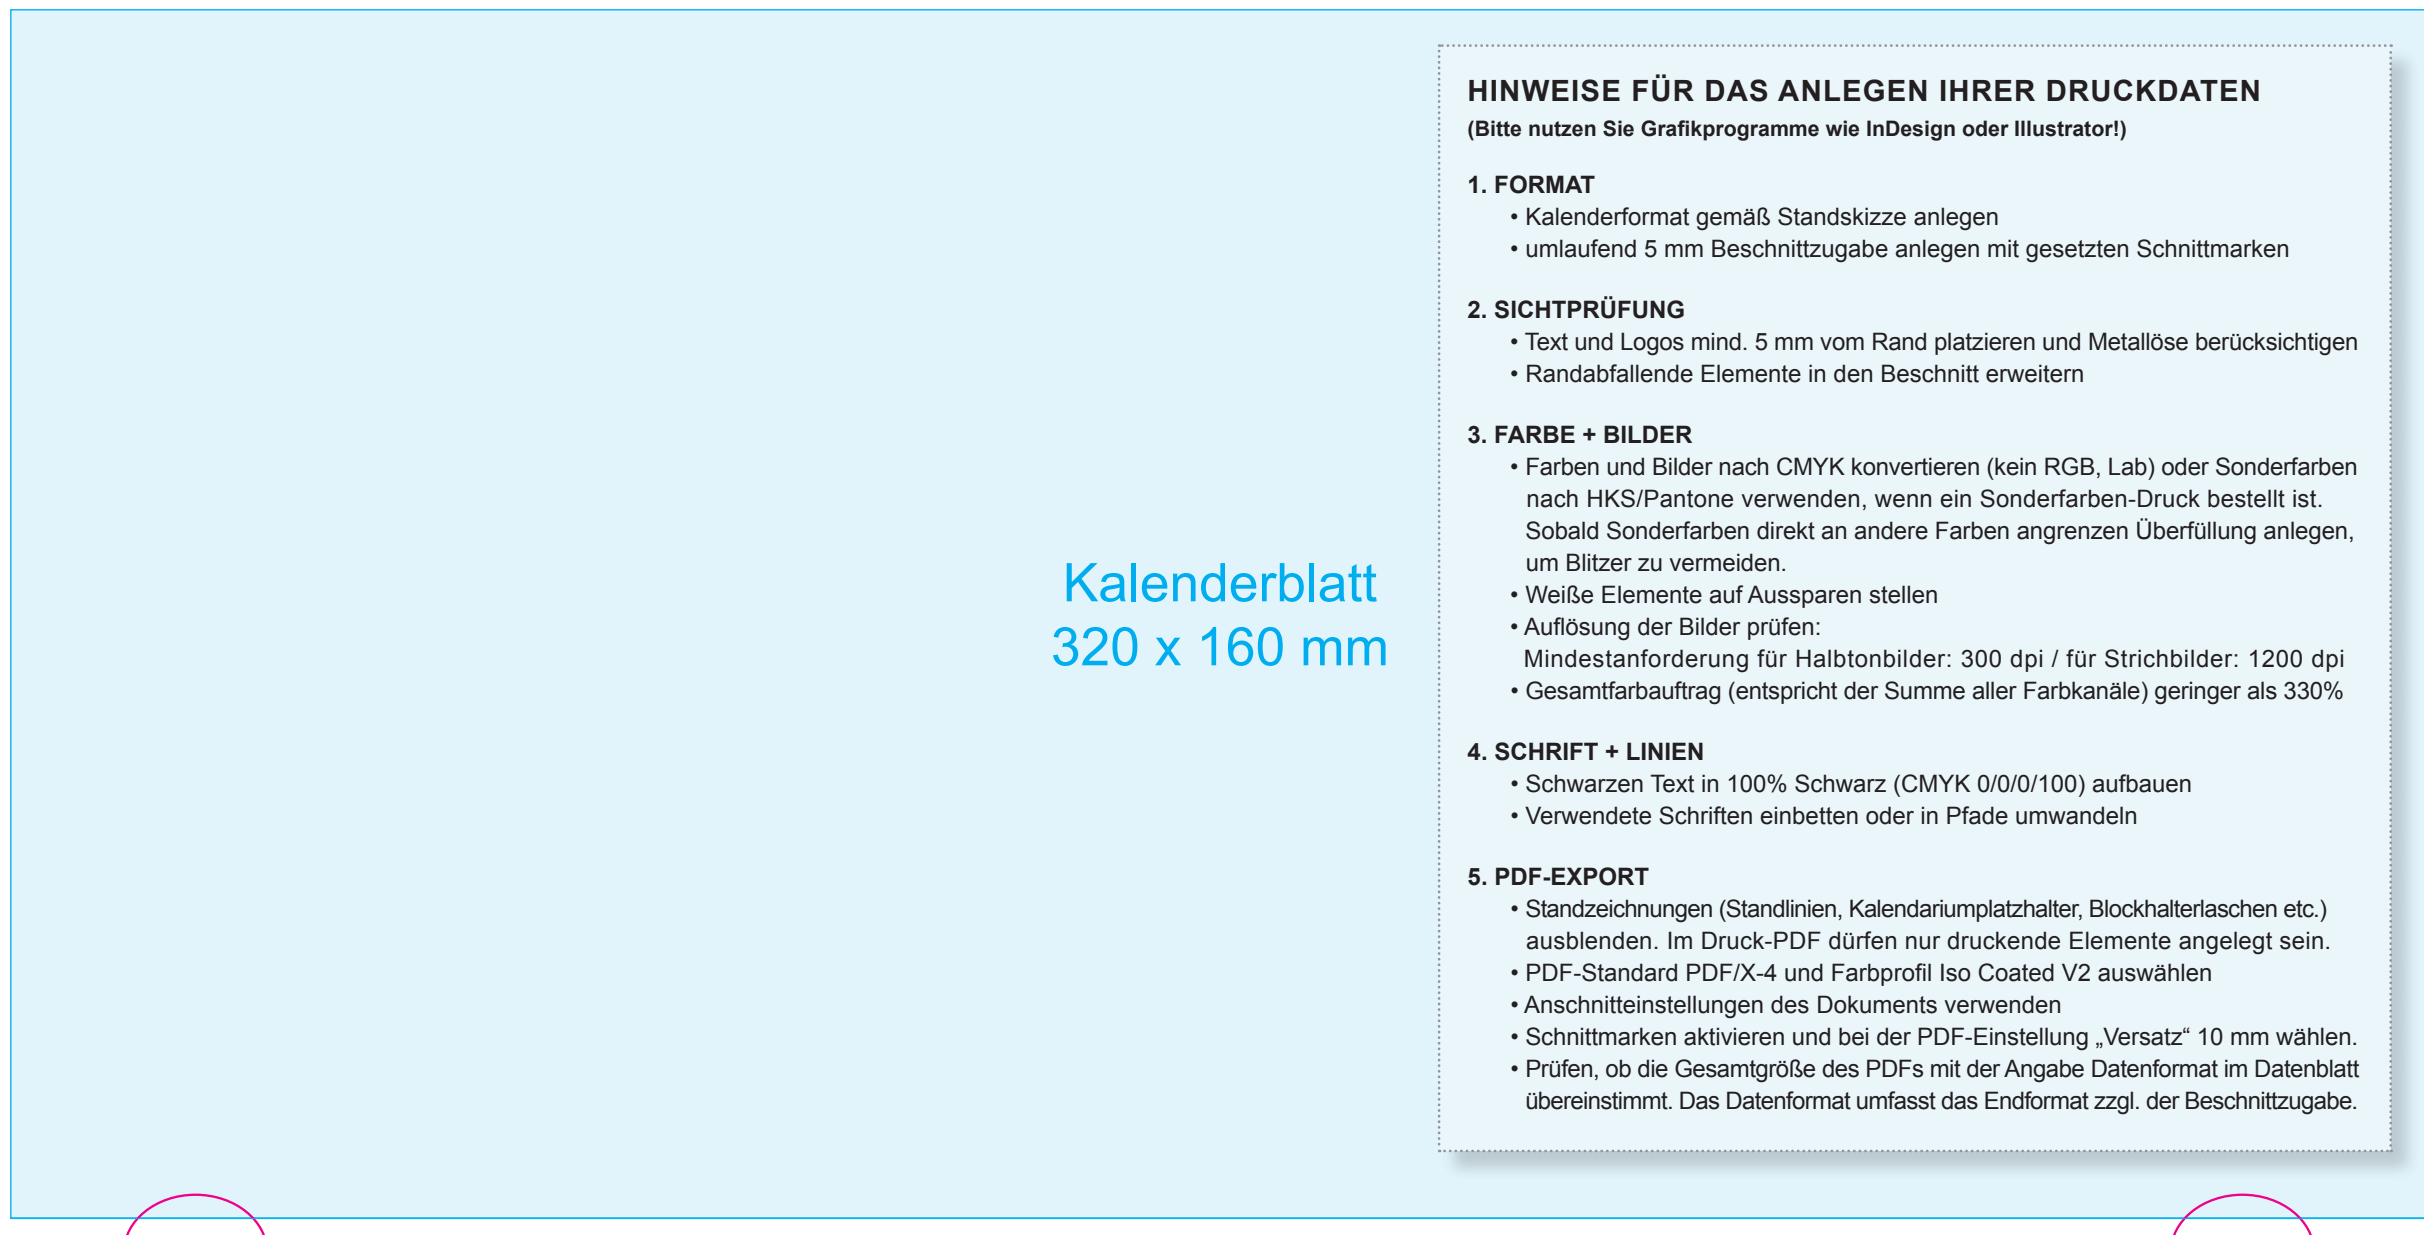 Kalenderblatt
320 x 160 mm
HINWEISE FÜR DAS ANLEGEN IHRER DRUCKDATEN
(Bitte nutzen Sie Grafikprogramme wie InDesign oder Illustrator!)
1. FORMAT
• Kalenderformat gemäß Standskizze anlegen
• umlaufend 5 mm Beschnittzugabe anlegen mit gesetzten Schnittmarken
2. SICHTPRÜFUNG
• Text und Logos mind. 5 mm vom Rand platzieren und Metallöse berücksichtigen
• Randabfallende Elemente in den Beschnitt erweitern
3. FARBE + BILDER
• Farben und Bilder nach CMYK konvertieren (kein RGB, Lab) oder Sonderfarben
nach HKS/Pantone verwenden, wenn ein Sonderfarben-Druck bestellt ist.
Sobald Sonderfarben direkt an andere Farben angrenzen Überfüllung anlegen,
um Blitzer zu vermeiden.
• Weiße Elemente auf Aussparen stellen
• Auflösung der Bilder prüfen:
Mindestanforderung für Halbtonbilder: 300 dpi / für Strichbilder: 1200 dpi
• Gesamtfarbauftrag (entspricht der Summe aller Farbkanäle) geringer als 330%
4. SCHRIFT + LINIEN
• Schwarzen Text in 100% Schwarz (CMYK 0/0/0/100) aufbauen
• Verwendete Schriften einbetten oder in Pfade umwandeln
5. PDF-EXPORT
• Standzeichnungen (Standlinien, Kalendariumplatzhalter, Blockhalterlaschen etc.)
ausblenden. Im Druck-PDF dürfen nur druckende Elemente angelegt sein.
• PDF-Standard PDF/X-4 und Farbprofil Iso Coated V2 auswählen
• Anschnitteinstellungen des Dokuments verwenden
• Schnittmarken aktivieren und bei der PDF-Einstellung „Versatz“ 10 mm wählen.
• Prüfen, ob die Gesamtgröße des PDFs mit der Angabe Datenformat im Datenblatt
übereinstimmt. Das Datenformat umfasst das Endformat zzgl. der Beschnittzugabe.